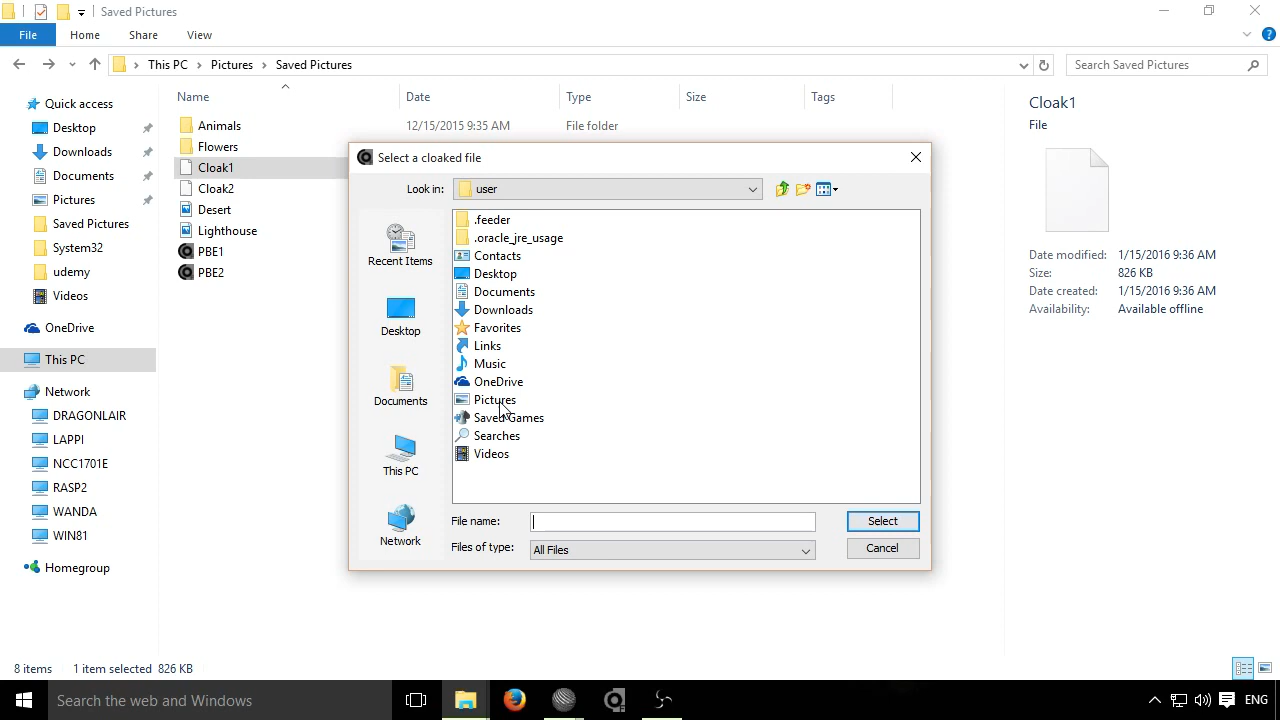 Saved Pictures
File Home Share View
This PC Pictures Saved Pictures
Search Saved Pictures
Name Date Type Size Tags
Quick access
Desktop
Downloads
Documents
Pictures
Saved Pictures
System32
udemy
Videos
OneDrive
This PC
Network
DRAGONLAIR
LAPPI
NCC1701E
RASP2
WANDA
WIN81
Homegroup
Animals 12/15/2015 9:35 AM File folder
Flowers
Cloak1
Cloak2
Desert
Lighthouse
PBE1
PBE2
Select a cloaked file
Look in: user
Recent Items
Desktop
Documents
This PC
Network
.feeder
.oracle_jre_usage
Contacts
Desktop
Documents
Downloads
Favorites
Links
Music
OneDrive
Pictures
Saved Games
Searches
Videos
File name: Select
Files of type: All Files Cancel
Cloak1
File
Date modified: 1/15/2016 9:36 AM
Size: 826 KB
Date created: 1/15/2016 9:36 AM
Availability: Available offline
8 items 1 item selected 826 KB
Search the web and Windows
ENG